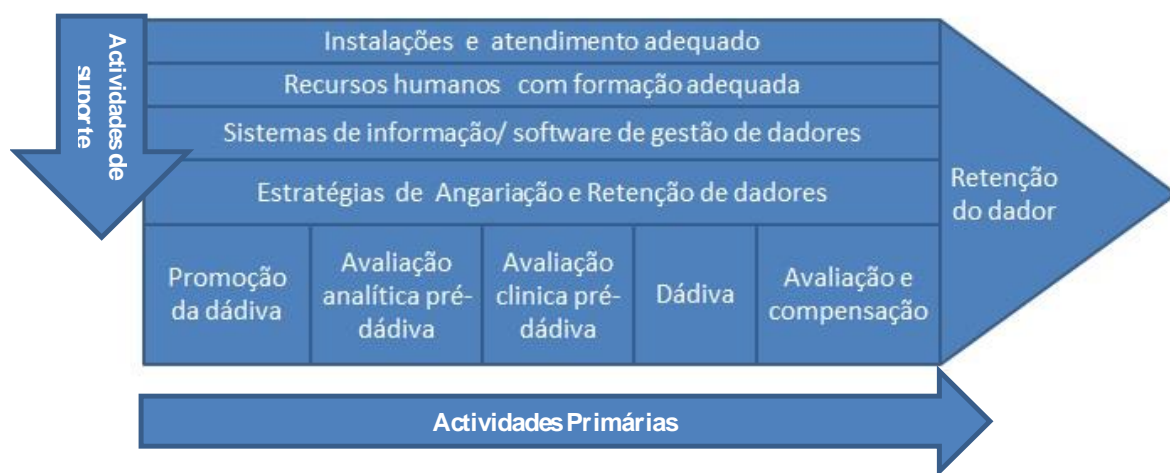 Actividades de
suporte
Instalações e atendimento adequado
Recursos humanos com formação adequada
Sistemas de informação/ software de gestão de dadores
Estratégias de Angariação e Retenção de dadores
Promoção
da dádiva
Avaliação
analítica pré-
dádiva
Avaliação
clinica pré-
dádiva
Dádiva
Avaliação e
compensação
Retenção
do dador
Actividades Primárias